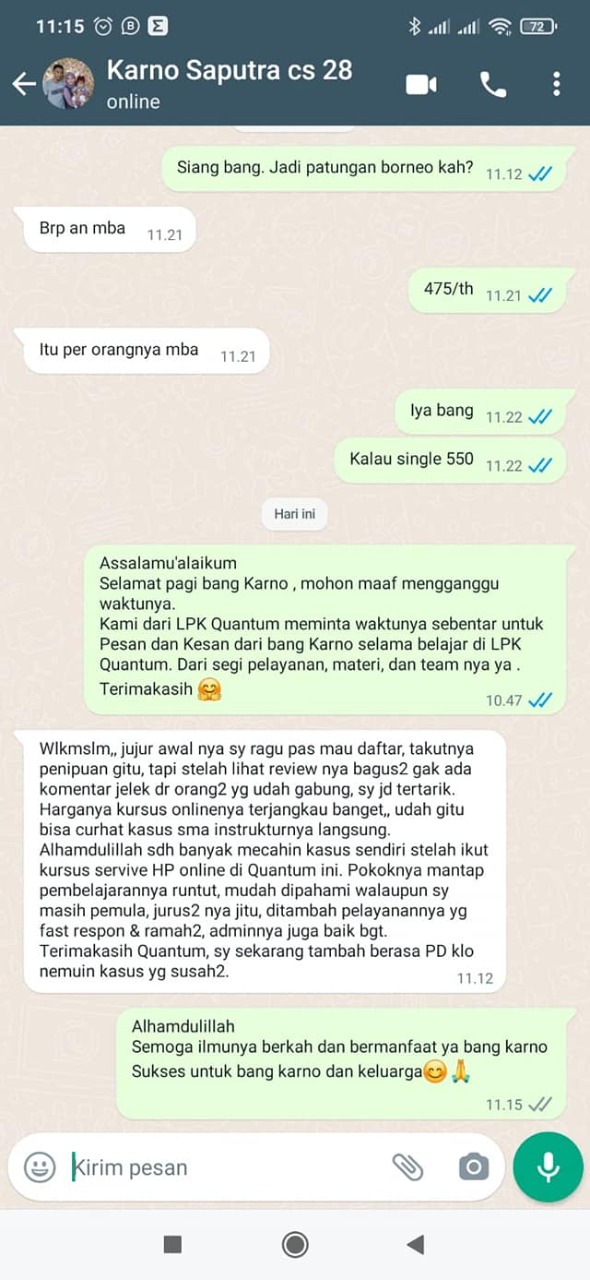 11:15
72
Karno Saputra cs 28
online
Siang bang. Jadi patungan borneo kah?
11.12
Brp an mba
11.21
475/th
11.21
Itu per orangnya mba
11.21
Iya bang
11.22
Kalau single 550
11.22
Hari ini
Assalamu'alaikum
Selamat pagi bang Karno , mohon maaf mengganggu
waktunya.
Kami dari LPK Quantum meminta waktunya sebentar untuk
Pesan dan Kesan dari bang Karno selama belajar di LPK
Quantum. Dari segi pelayanan, materi, dan team nya ya .
Terimakasih 🤗
10.47
Wlkmslm,, jujur awal nya sy ragu pas mau daftar, takutnya
penipuan gitu, tapi stelah lihat review nya bagus2 gak ada
komentar jelek dr orang2 yg udah gabung, sy jd tertarik.
Harganya kursus onlinenya terjangkau banget,, udah gitu
bisa curhat kasus sma instrukturnya langsung.
Alhamdulillah sdh banyak mecahin kasus sendiri stelah ikut
kursus servive HP online di Quantum ini. Pokoknya mantap
pembelajarannya runtut, mudah dipahami walaupun sy
masih pemula, jurus2 nya jitu, ditambah pelayanannya yg
fast respon & ramah2, adminnya juga baik bgt.
Terimakasih Quantum, sy sekarang tambah berasa PD klo
nemuin kasus yg susah2.
11.12
Alhamdulillah
Semoga ilmunya berkah dan bermanfaat ya bang karno
Sukses untuk bang karno dan keluarga😊🙏
11.15
Kirim pesan